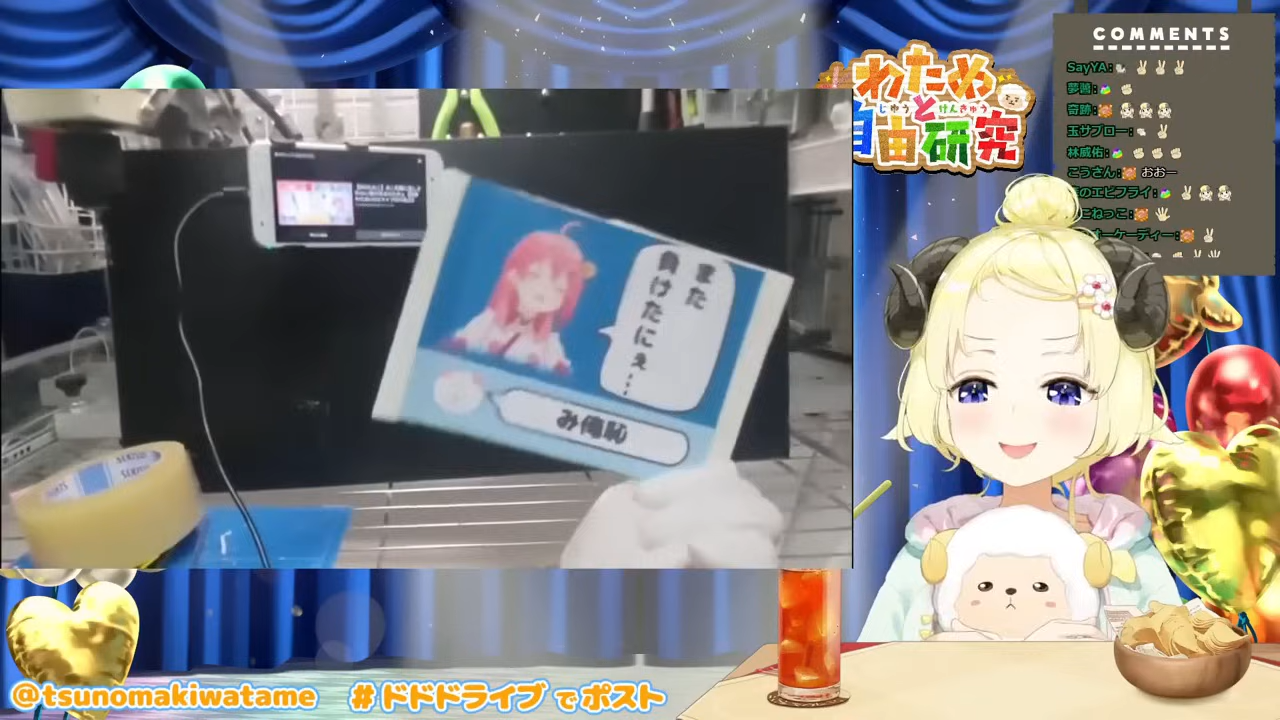 わため
と
じゆう けんきゅう
自由研究
COMMENTS
SayYA:
夢醤:
奇跡:
玉サブロー:
林威佑:
こうさん: おおー
のエビフライ:
こねっこ:
オーケーディー:
また
負けたにぇ…
み俺恥
@tsunomakiwatame #ドドドライブでポスト